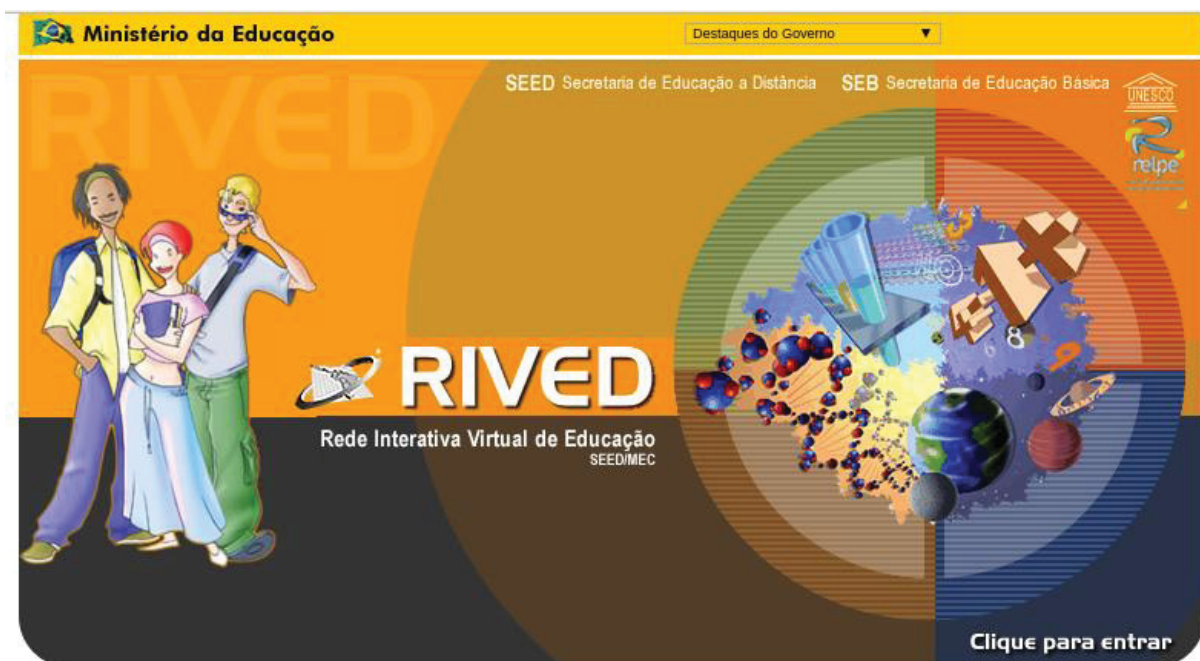 Ministério da Educação
Destaques do Governo
RIVED
SEED Secretaria de Educação a Distância SEB Secretaria de Educação Básica
UNESCO
relpe
RIVED
Rede Interativa Virtual de Educação
SEED/MEC
Clique para entrar